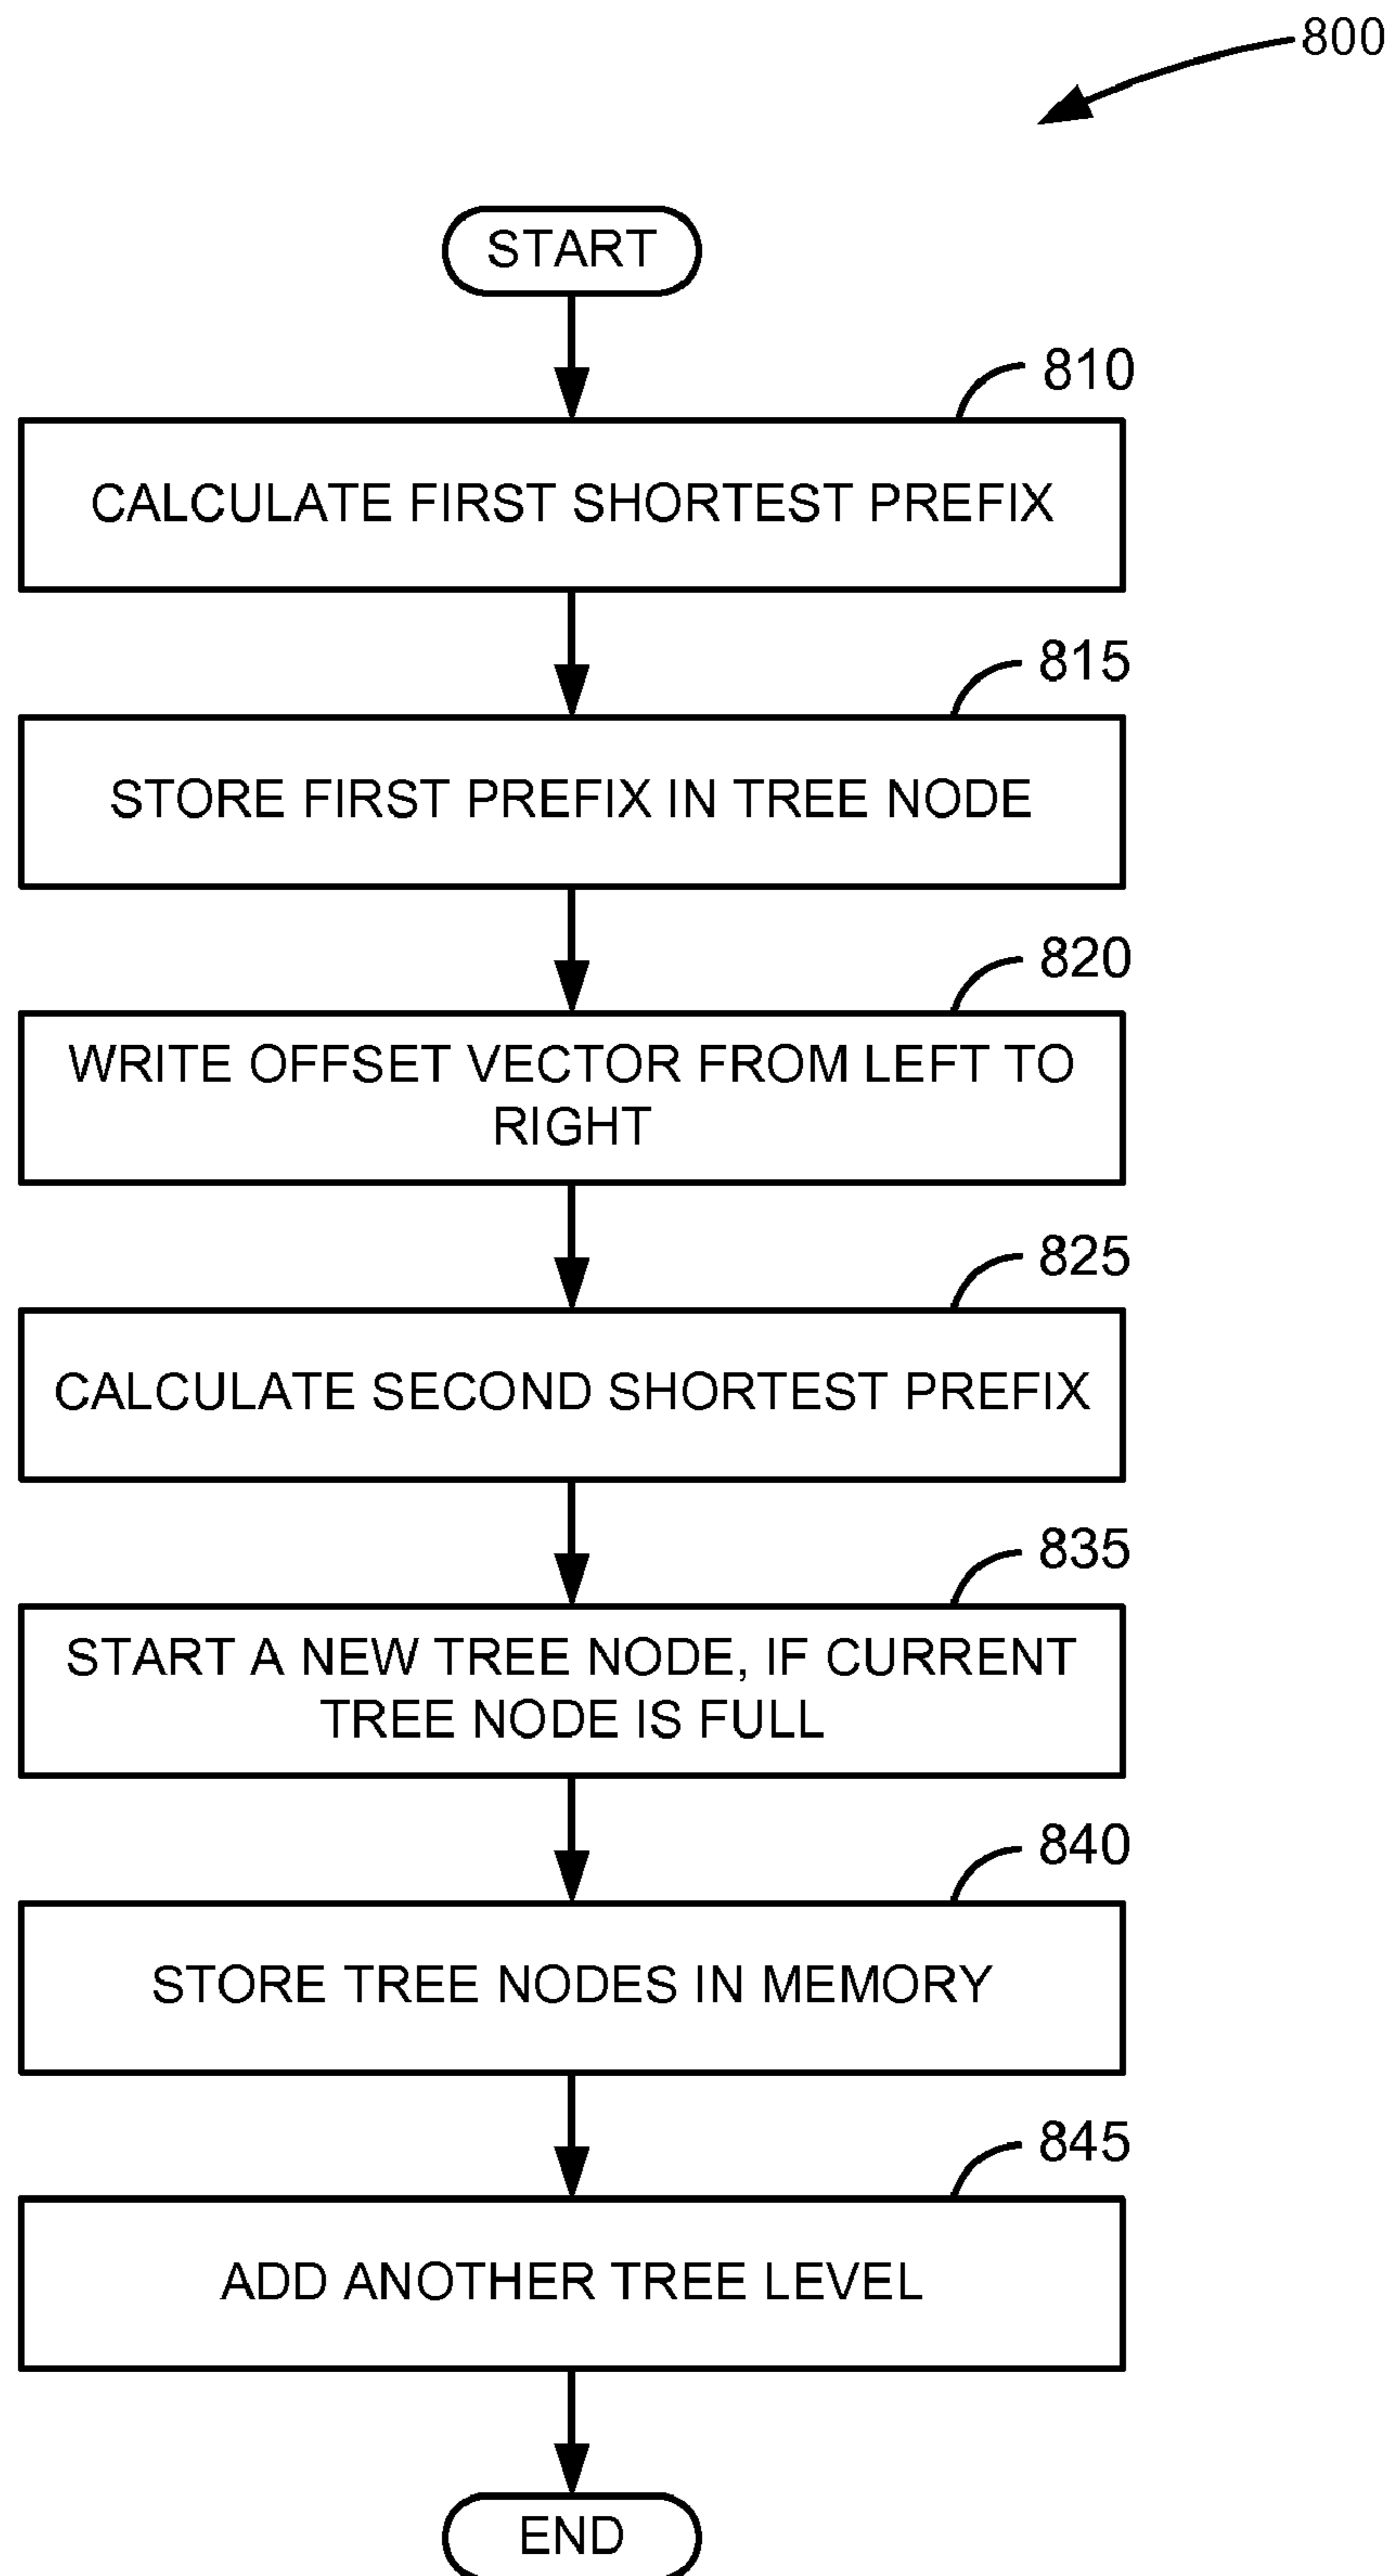 800
START
810
CALCULATE FIRST SHORTEST PREFIX
815
STORE FIRST PREFIX IN TREE NODE
820
WRITE OFFSET VECTOR FROM LEFT TO
RIGHT
825
CALCULATE SECOND SHORTEST PREFIX
835
START A NEW TREE NODE, IF CURRENT
TREE NODE IS FULL
840
STORE TREE NODES IN MEMORY
845
ADD ANOTHER TREE LEVEL
END